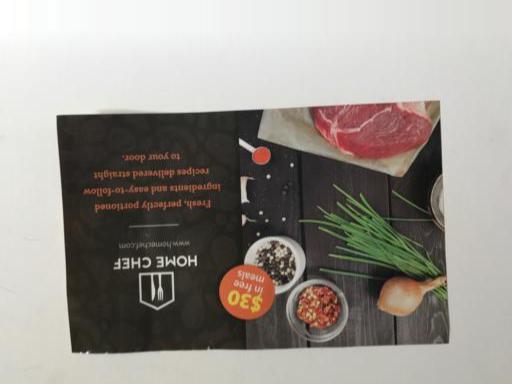 HOME CHEF
www.homechef.com
Fresh, perfectly portioned
ingredients and easy-to-follow
recipes delivered straight
to your door.
$30
in free
meals